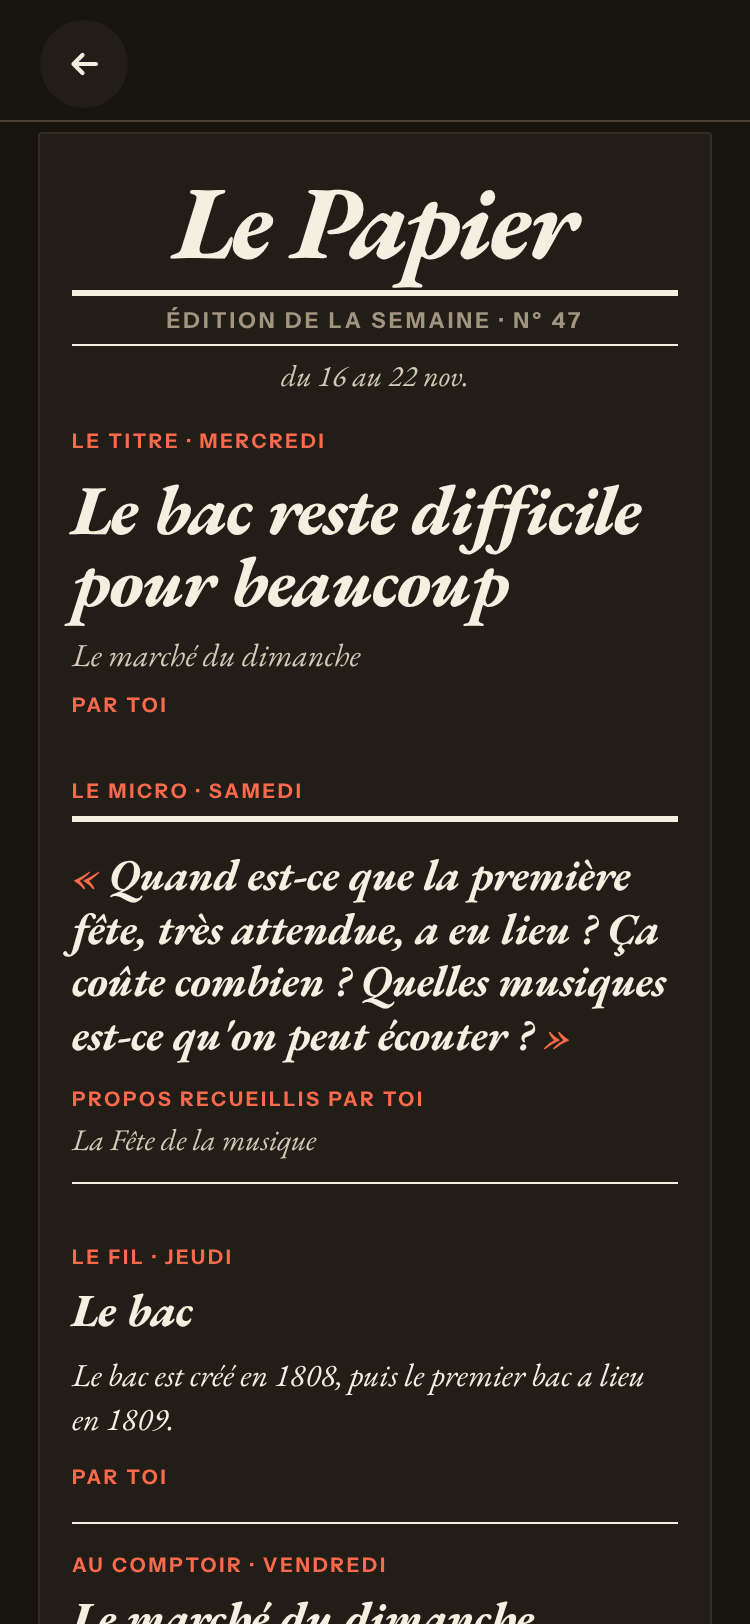 Le Papier
ÉDITION DE LA SEMAINE · N° 47
du 16 au 22 nov.
LE TITRE · MERCREDI
Le bac reste difficile
pour beaucoup
Le marché du dimanche
PAR TOI
LE MICRO · SAMEDI
« Quand est-ce que la première
fête, très attendue, a eu lieu ? Ça
coûte combien ? Quelles musiques
est-ce qu'on peut écouter ? »
PROPOS RECUEILLIS PAR TOI
La Fête de la musique
LE FIL · JEUDI
Le bac
Le bac est créé en 1808, puis le premier bac a lieu
en 1809.
PAR TOI
AU COMPTOIR · VENDREDI
Le marché du dimanche